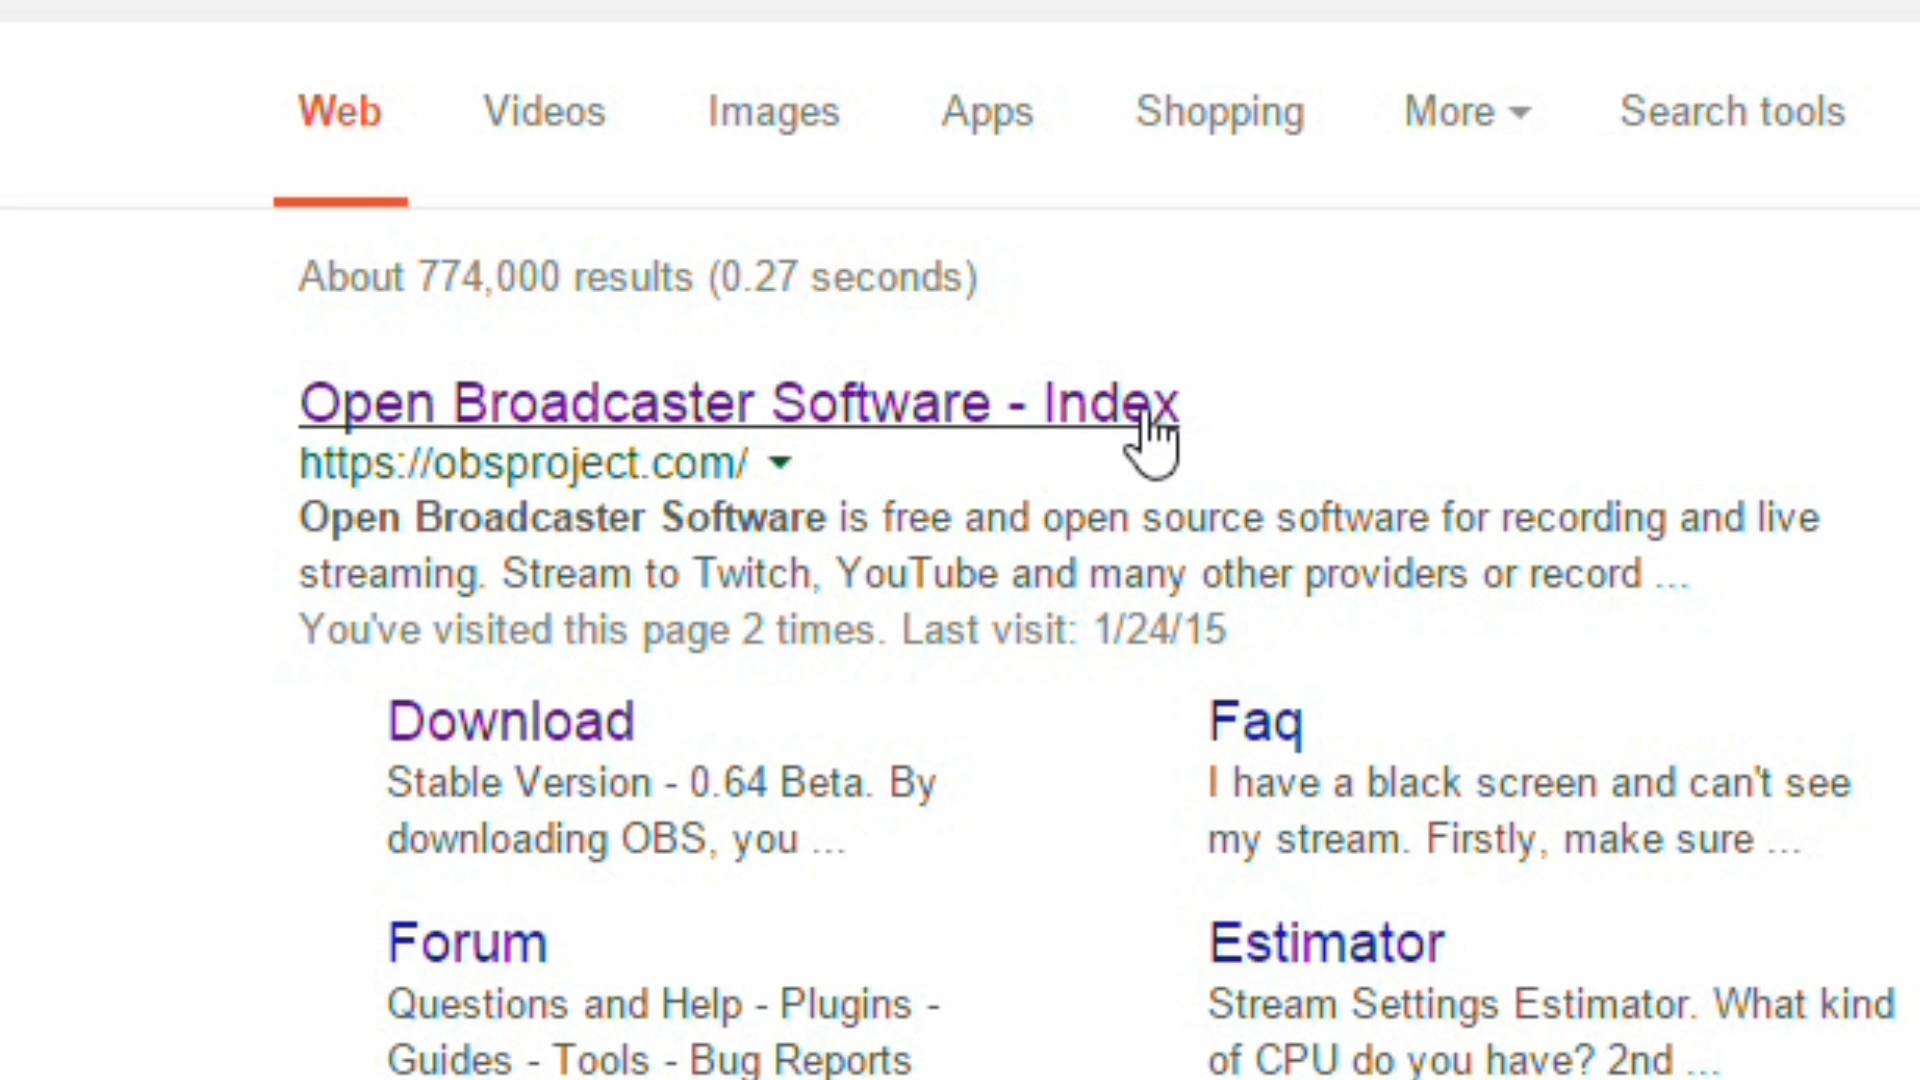 Web Videos Images Apps Shopping More Search tools
About 774,000 results (0.27 seconds)
Open Broadcaster Software - Index
https://obsproject.com/
Open Broadcaster Software is free and open source software for recording and live
streaming. Stream to Twitch, YouTube and many other providers or record ...
You've visited this page 2 times. Last visit: 1/24/15
Download
Stable Version - 0.64 Beta. By
downloading OBS, you ...
Faq
I have a black screen and can't see
my stream. Firstly, make sure ...
Forum
Questions and Help - Plugins -
Guides - Tools - Bug Reports
Estimator
Stream Settings Estimator. What kind
of CPU do you have? 2nd ...